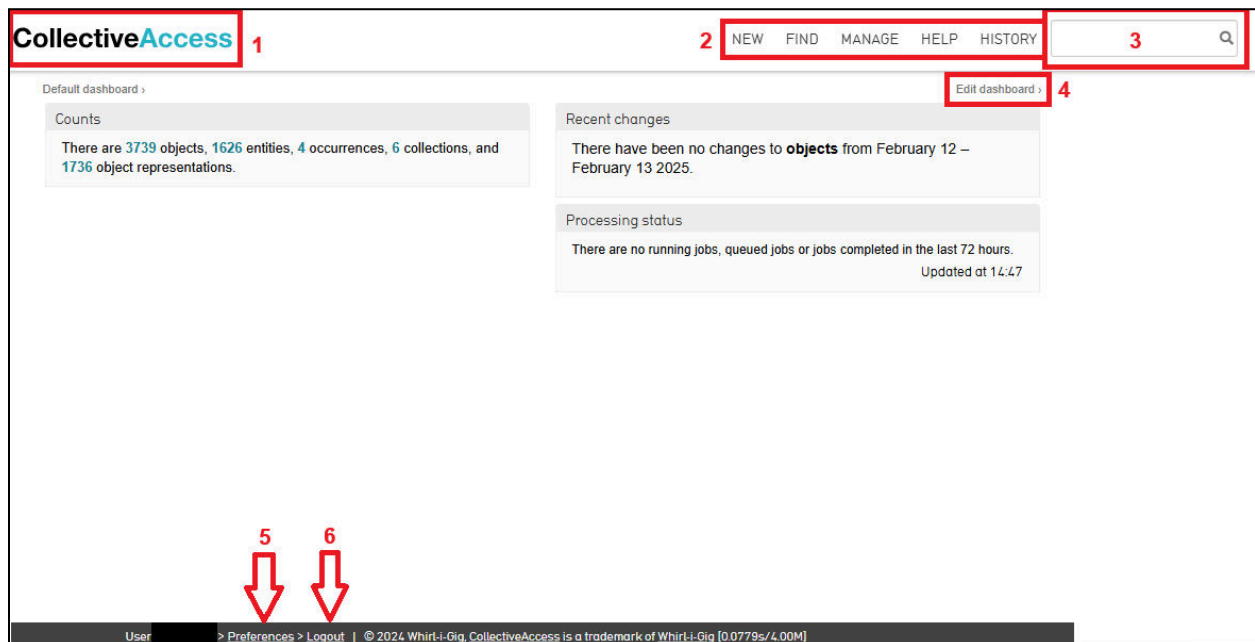 CollectiveAccess 1
2 NEW FIND MANAGE HELP HISTORY 3
Default dashboard ›
Edit dashboard › 4
Counts
There are 3739 objects, 1626 entities, 4 occurrences, 6 collections, and
1736 object representations.
Recent changes
There have been no changes to objects from February 12 –
February 13 2025.
Processing status
There are no running jobs, queued jobs or jobs completed in the last 72 hours.
Updated at 14:47
5 6
User > Preferences > Logout | © 2024 Whirl-i-Gig, CollectiveAccess is a trademark of Whirl-i-Gig [0.0779s/4.00M]